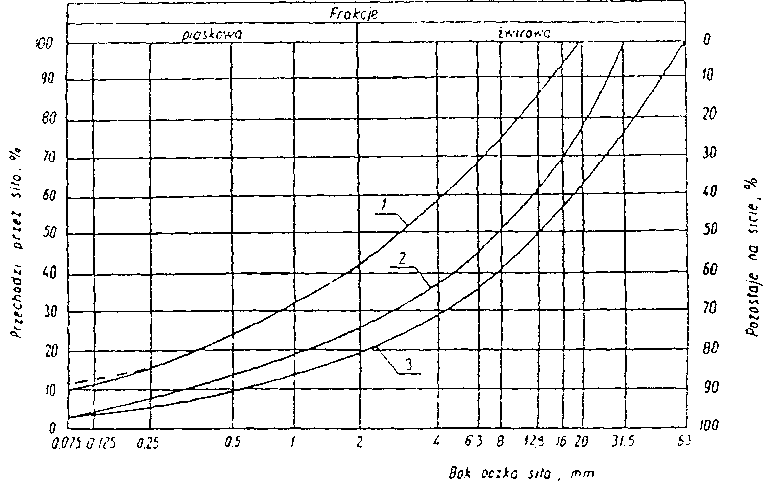 Frakcje
piaskowa żwirowa
100 0
90 10
80 20
70 30
60 40
50 50
40 60
30 70
20 80
10 90
0 100
Przechodzi przez sito, %
Pozostaje na sicie, %
1
2
3
0,075 0,125 0,25 0,5 1 2 4 6,3 8 12,5 16 20 31,5 63
Bok oczka sita, mm